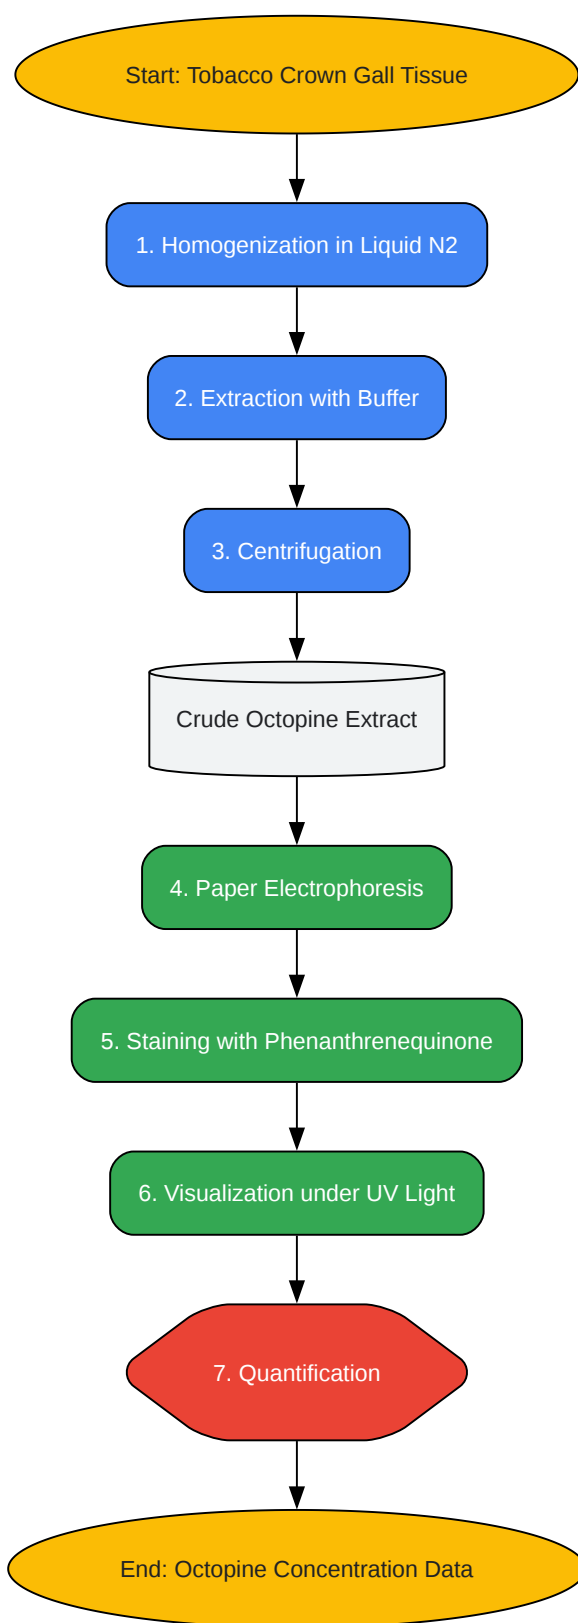 Start: Tobacco Crown Gall Tissue
1. Homogenization in Liquid N2
2. Extraction with Buffer
3. Centrifugation
Crude Octopine Extract
4. Paper Electrophoresis
5. Staining with Phenanthrenequinone
6. Visualization under UV Light
7. Quantification
End: Octopine Concentration Data